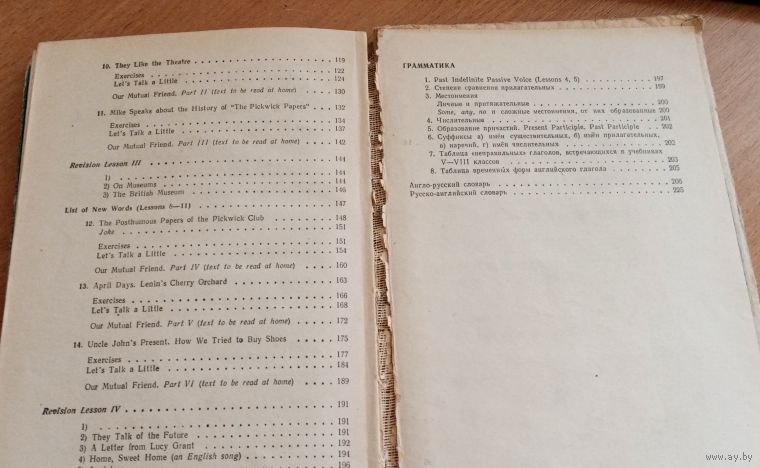 10. They Like the Theatre 119
Exercises 122
Let's Talk a Little 124
Our Mutual Friend. Part II (text to be read at home) 130
11. Mike Speaks about the History of "The Pickwick Papers" 132
Exercises 134
Let's Talk a Little 137
Our Mutual Friend. Part III (text to be read at home) 142
Revision Lesson III 144
1) 144
2) On Museums 144
3) The British Museum 146
List of New Words (Lessons 6—11) 147
12. The Posthumous Papers of the Pickwick Club 148
Joke 151
Exercises 151
Let's Talk a Little 154
Our Mutual Friend. Part IV (text to be read at home) 160
13. April Days. Lenin's Cherry Orchard 163
Exercises 166
Let's Talk a Little 168
Our Mutual Friend. Part V (text to be read at home) 172
14. Uncle John's Present. How We Tried to Buy Shoes 175
Exercises 177
Let's Talk a Little 184
Our Mutual Friend. Part VI (text to be read at home) 189
Revision Lesson IV 191
1) 191
2) They Talk of the Future 191
3) A Letter from Lucy Grant 192
4) Home, Sweet Home (an English song) 194
196
ГРАММАТИКА
1. Past Indefinite Passive Voice (Lessons 4, 5) 197
2. Степени сравнения прилагательных 199
3. Местоимения
Личные и притяжательные 200
Some, any, no и сложные местоимения, от них образованные 200
4. Числительные 201
5. Образование причастий. Present Participle, Past Participle 202
6. Суффиксы а) имён существительных, б) имён прилагательных,
в) наречий, г) имён числительных 202
7. Таблица «неправильных» глаголов, встречающихся в учебниках
V—VIII классов 203
8. Таблица временных форм английского глагола 205
Англо-русский словарь 206
Русско-английский словарь 225
www.ay.by